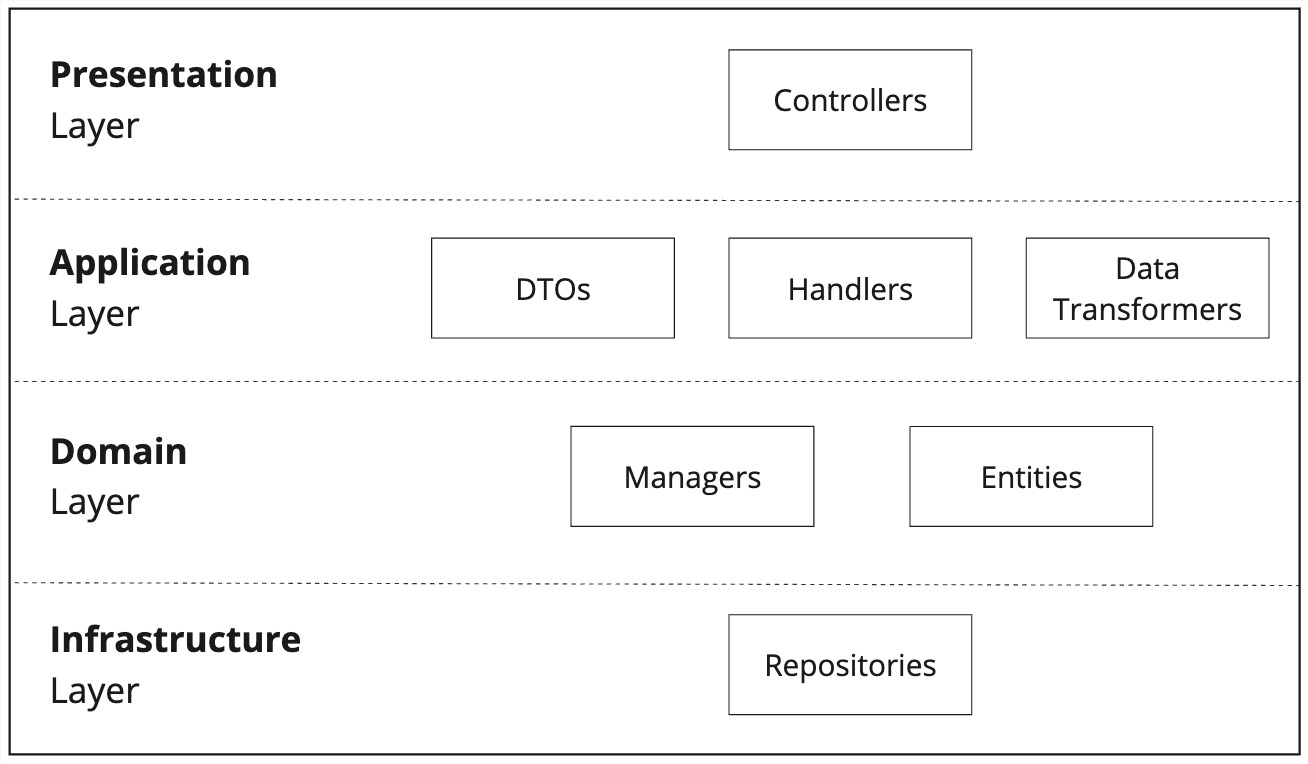 Presentation
Layer
Controllers
Application
Layer
DTOs
Handlers
Data
Transformers
Domain
Layer
Managers
Entities
Infrastructure
Layer
Repositories